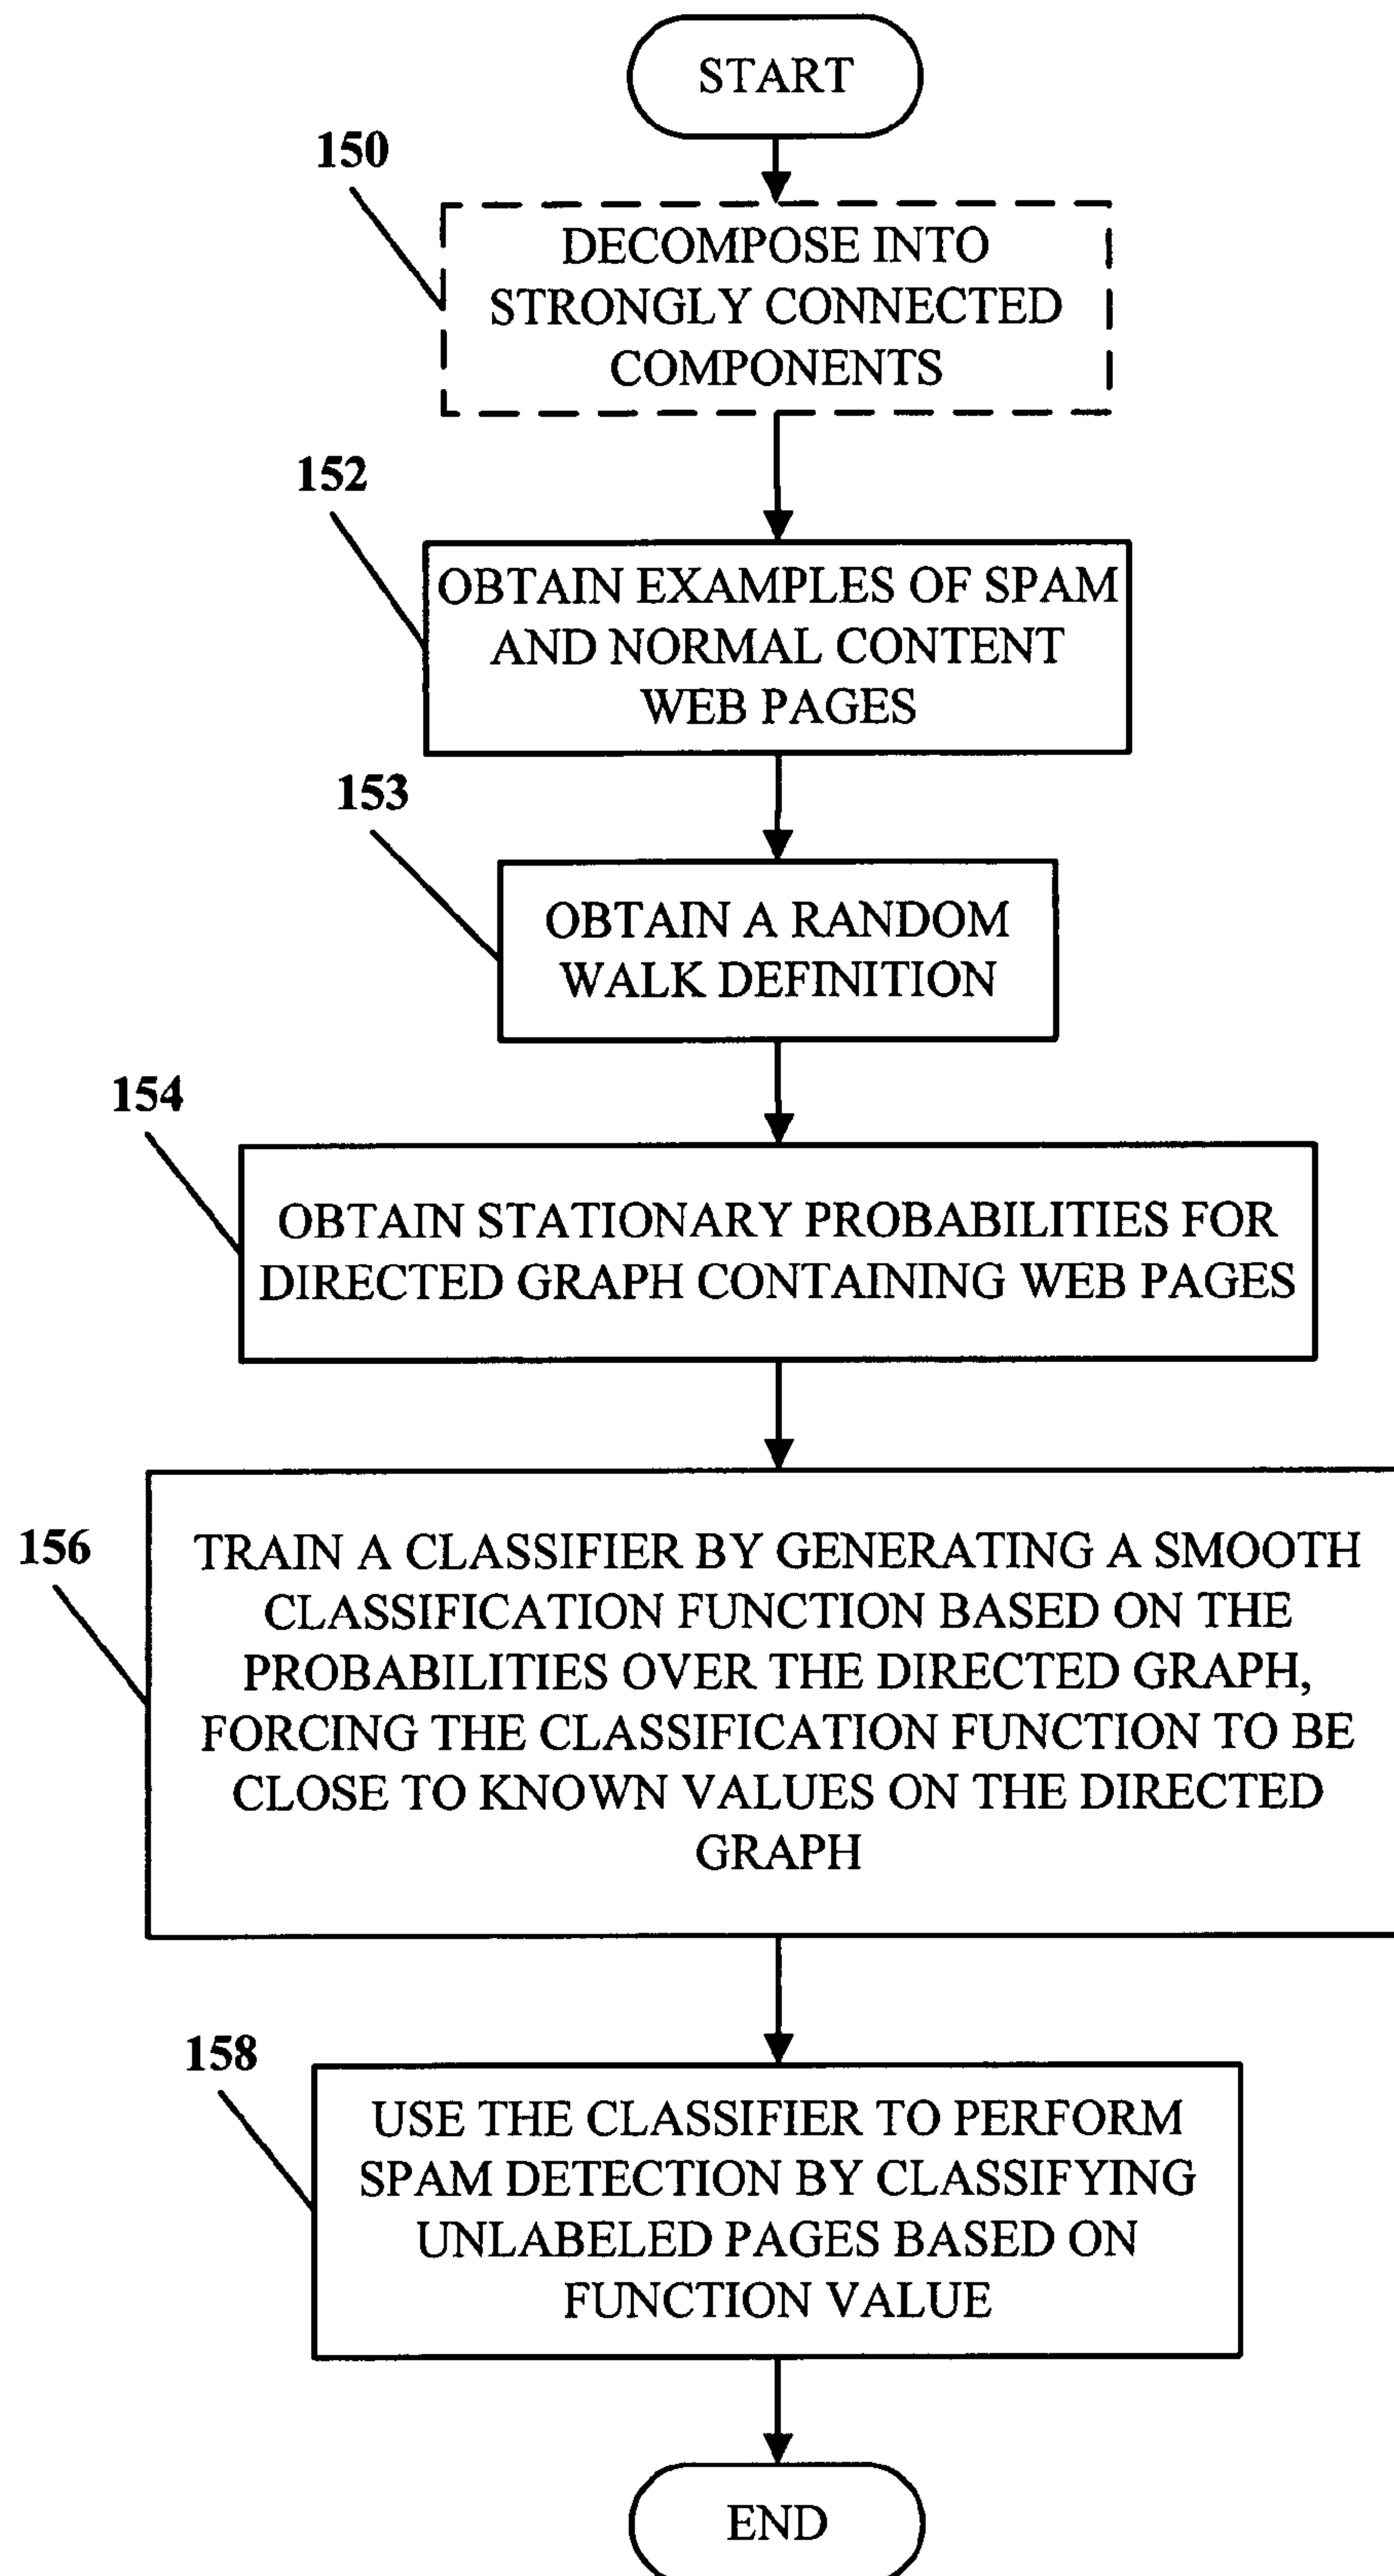 START
150
DECOMPOSE INTO
STRONGLY CONNECTED
COMPONENTS
152
OBTAIN EXAMPLES OF SPAM
AND NORMAL CONTENT
WEB PAGES
153
OBTAIN A RANDOM
WALK DEFINITION
154
OBTAIN STATIONARY PROBABILITIES FOR
DIRECTED GRAPH CONTAINING WEB PAGES
156
TRAIN A CLASSIFIER BY GENERATING A SMOOTH
CLASSIFICATION FUNCTION BASED ON THE
PROBABILITIES OVER THE DIRECTED GRAPH,
FORCING THE CLASSIFICATION FUNCTION TO BE
CLOSE TO KNOWN VALUES ON THE DIRECTED
GRAPH
158
USE THE CLASSIFIER TO PERFORM
SPAM DETECTION BY CLASSIFYING
UNLABELED PAGES BASED ON
FUNCTION VALUE
END